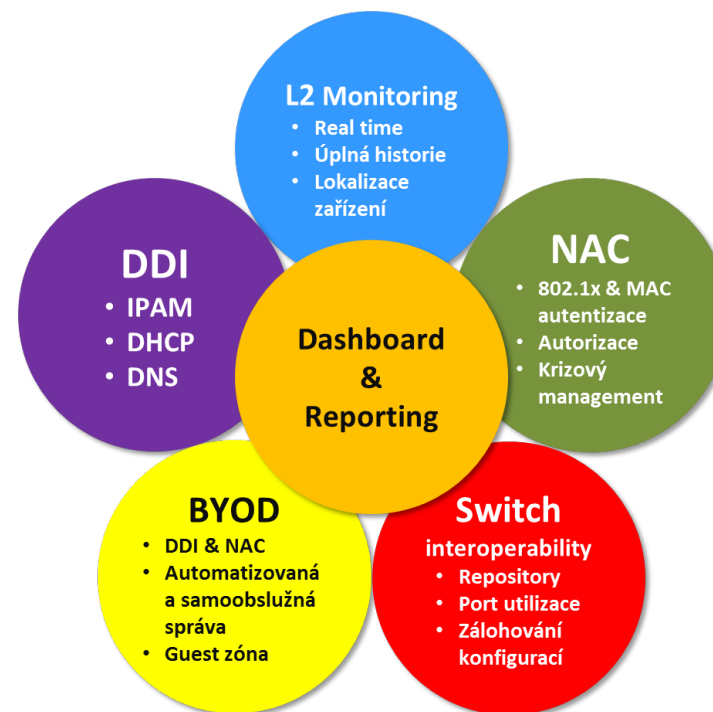 L2 Monitoring
• Real time
• Úplná historie
• Lokalizace
zařízení
DDI
• IPAM
• DHCP
• DNS
NAC
• 802.1x & MAC
autentizace
• Autorizace
• Krizový
management
Dashboard
&
Reporting
BYOD
• DDI & NAC
• Automatizovaná
a samoobslužná
správa
• Guest zóna
Switch
interoperability
• Repository
• Port utilizace
• Zálohování
konfigurací